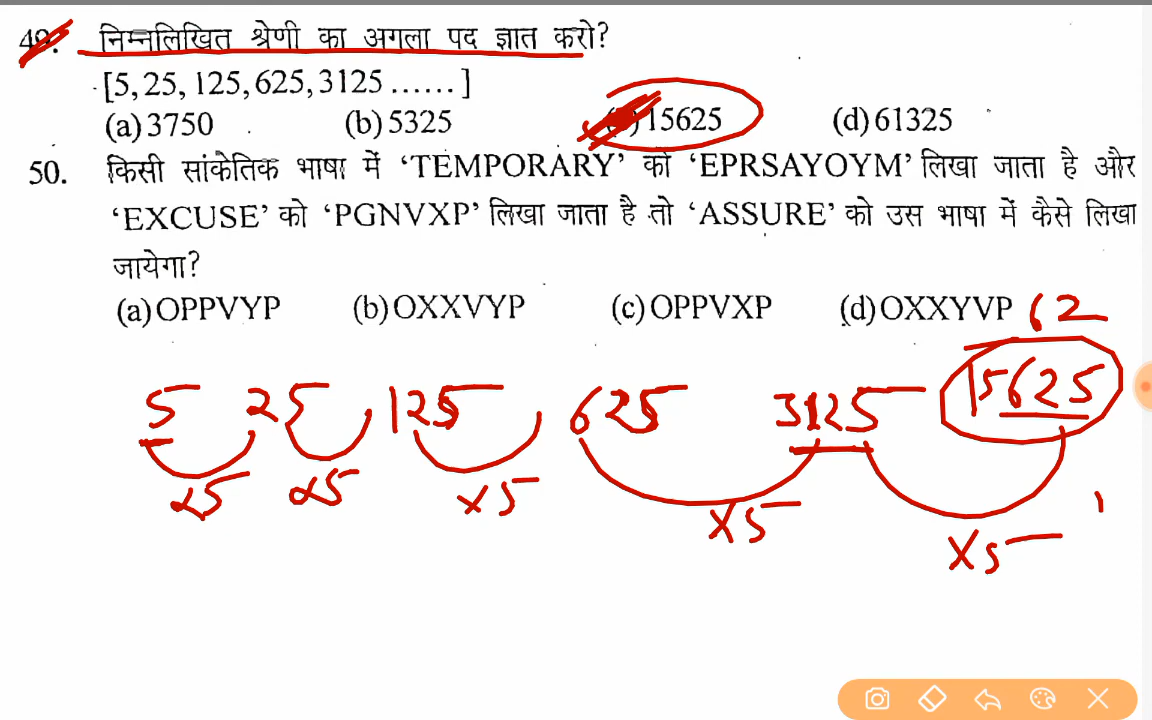 49. निम्नलिखित श्रेणी का अगला पद ज्ञात करो?
[5, 25, 125, 625, 3125 ......]
(a) 3750 (b) 5325 15625 (d) 61325
50. किसी सांकेतिक भाषा में ‘TEMPORARY’ को ‘EPRSAYOYM’ लिखा जाता है और
‘EXCUSE’ को ‘PGNVXP’ लिखा जाता है तो ‘ASSURE’ को उस भाषा में कैसे लिखा
जायेगा?
(a) OPPVYP (b) OXXVYP (c) OPPVXP (d) OXXYVP
62
5 25 125 625 3125 15625
×5 ×5 ×5 ×5 ×5